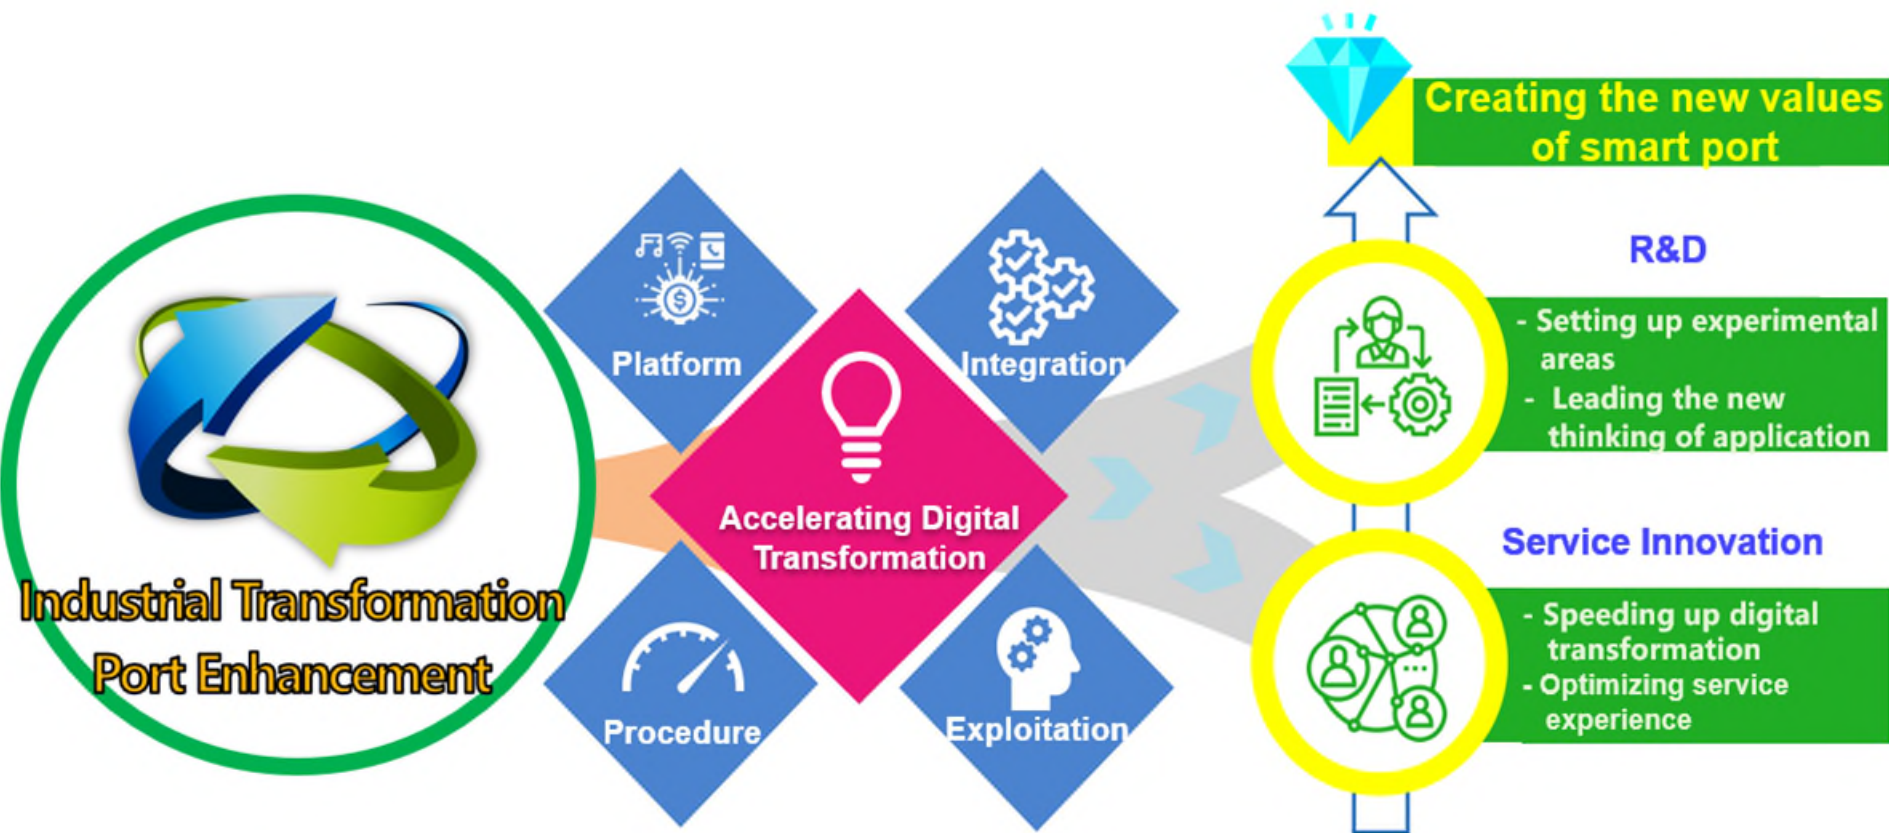 Industrial Transformation
Port Enhancement
Platform
Integration
Accelerating Digital
Transformation
Procedure
Exploitation
Creating the new values
of smart port
R&D
- Setting up experimental
areas
- Leading the new
thinking of application
Service Innovation
- Speeding up digital
transformation
- Optimizing service
experience